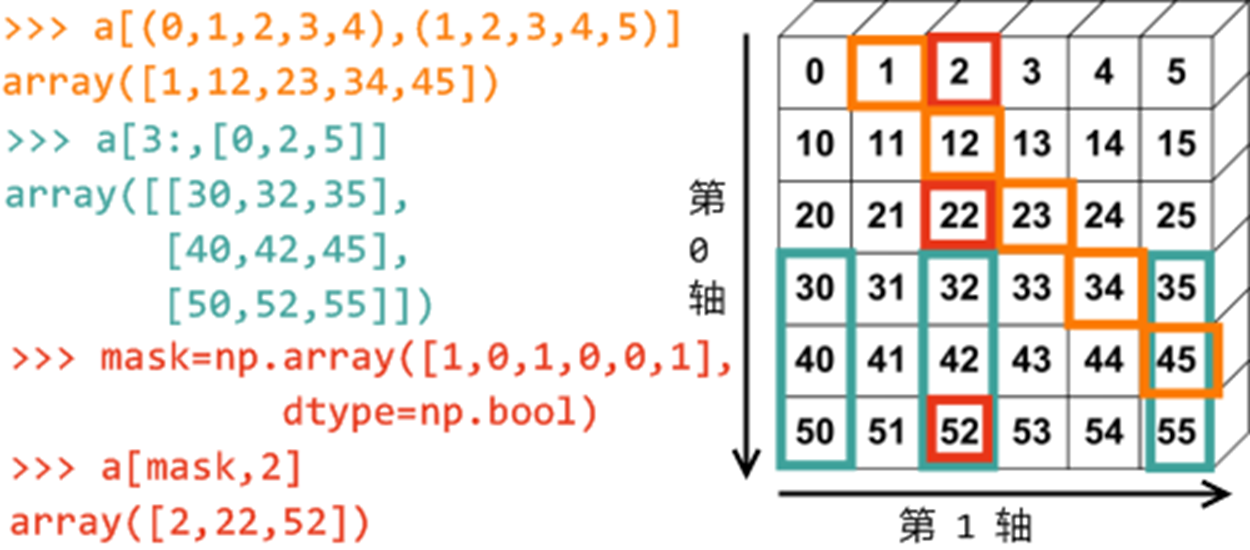 >>> a[(0,1,2,3,4),(1,2,3,4,5)]
array([1,12,23,34,45])
>>> a[3:,[0,2,5]]
array([[30,32,35],
[40,42,45],
[50,52,55]])
>>> mask=np.array([1,0,1,0,0,1],
dtype=np.bool)
>>> a[mask,2]
array([2,22,52])
第
0
轴
0 1 2 3 4 5
10 11 12 13 14 15
20 21 22 23 24 25
30 31 32 33 34 35
40 41 42 43 44 45
50 51 52 53 54 55
第 1 轴